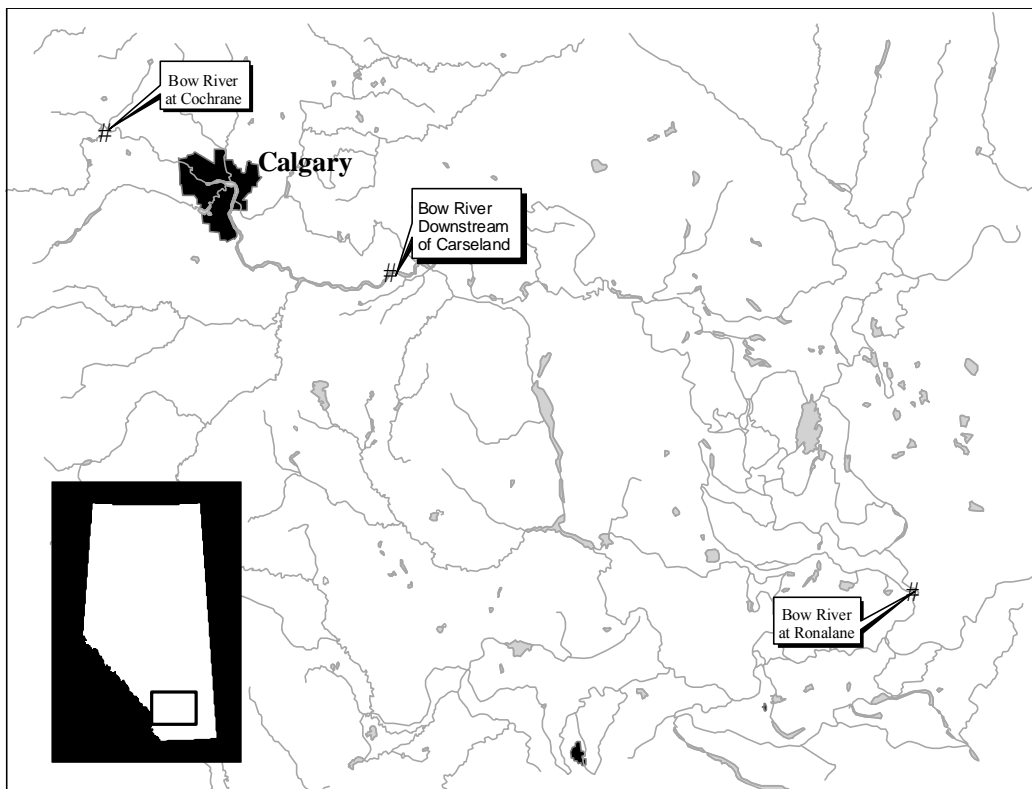 Bow River
at Cochrane
#
Calgary
Bow River
Downstream
of Carseland
#
#
Bow River
at Ronalane